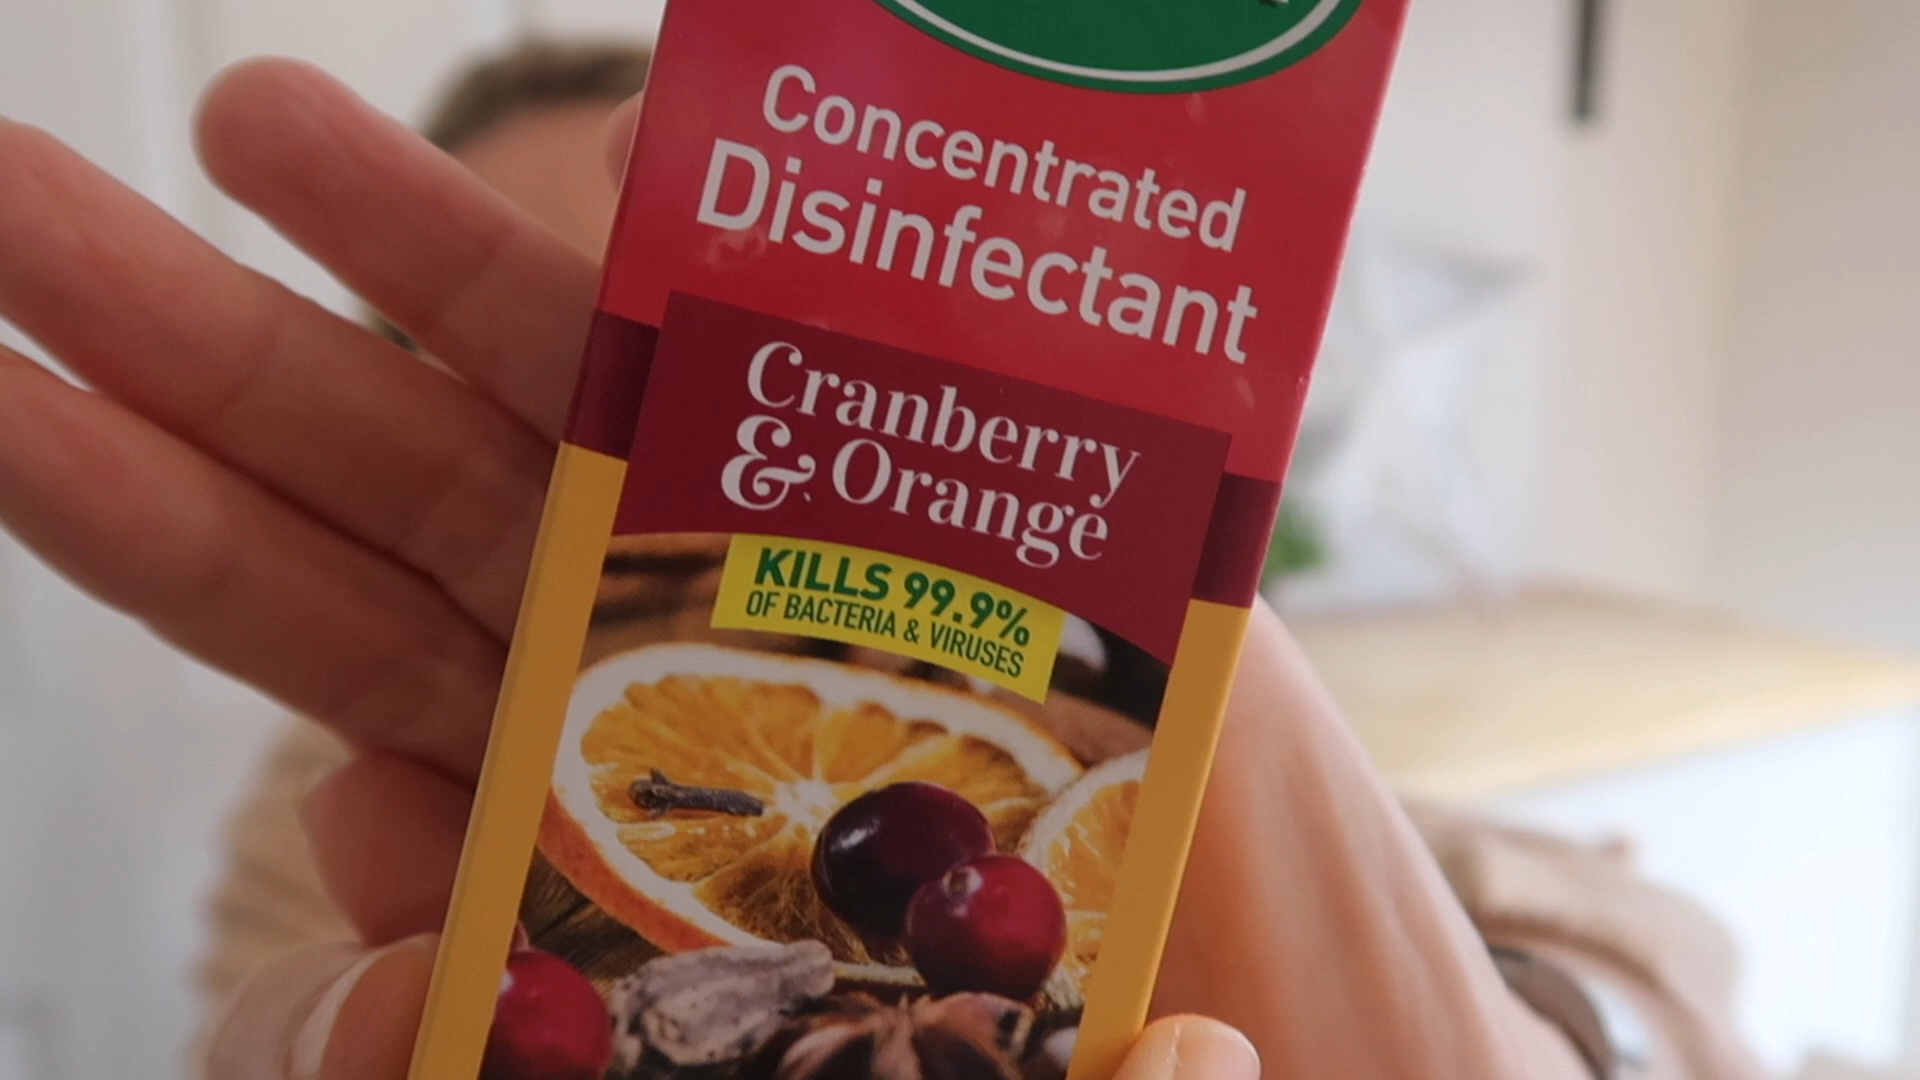 Concentrated
Disinfectant
Cranberry
& Orange
KILLS 99.9%
OF BACTERIA & VIRUSES